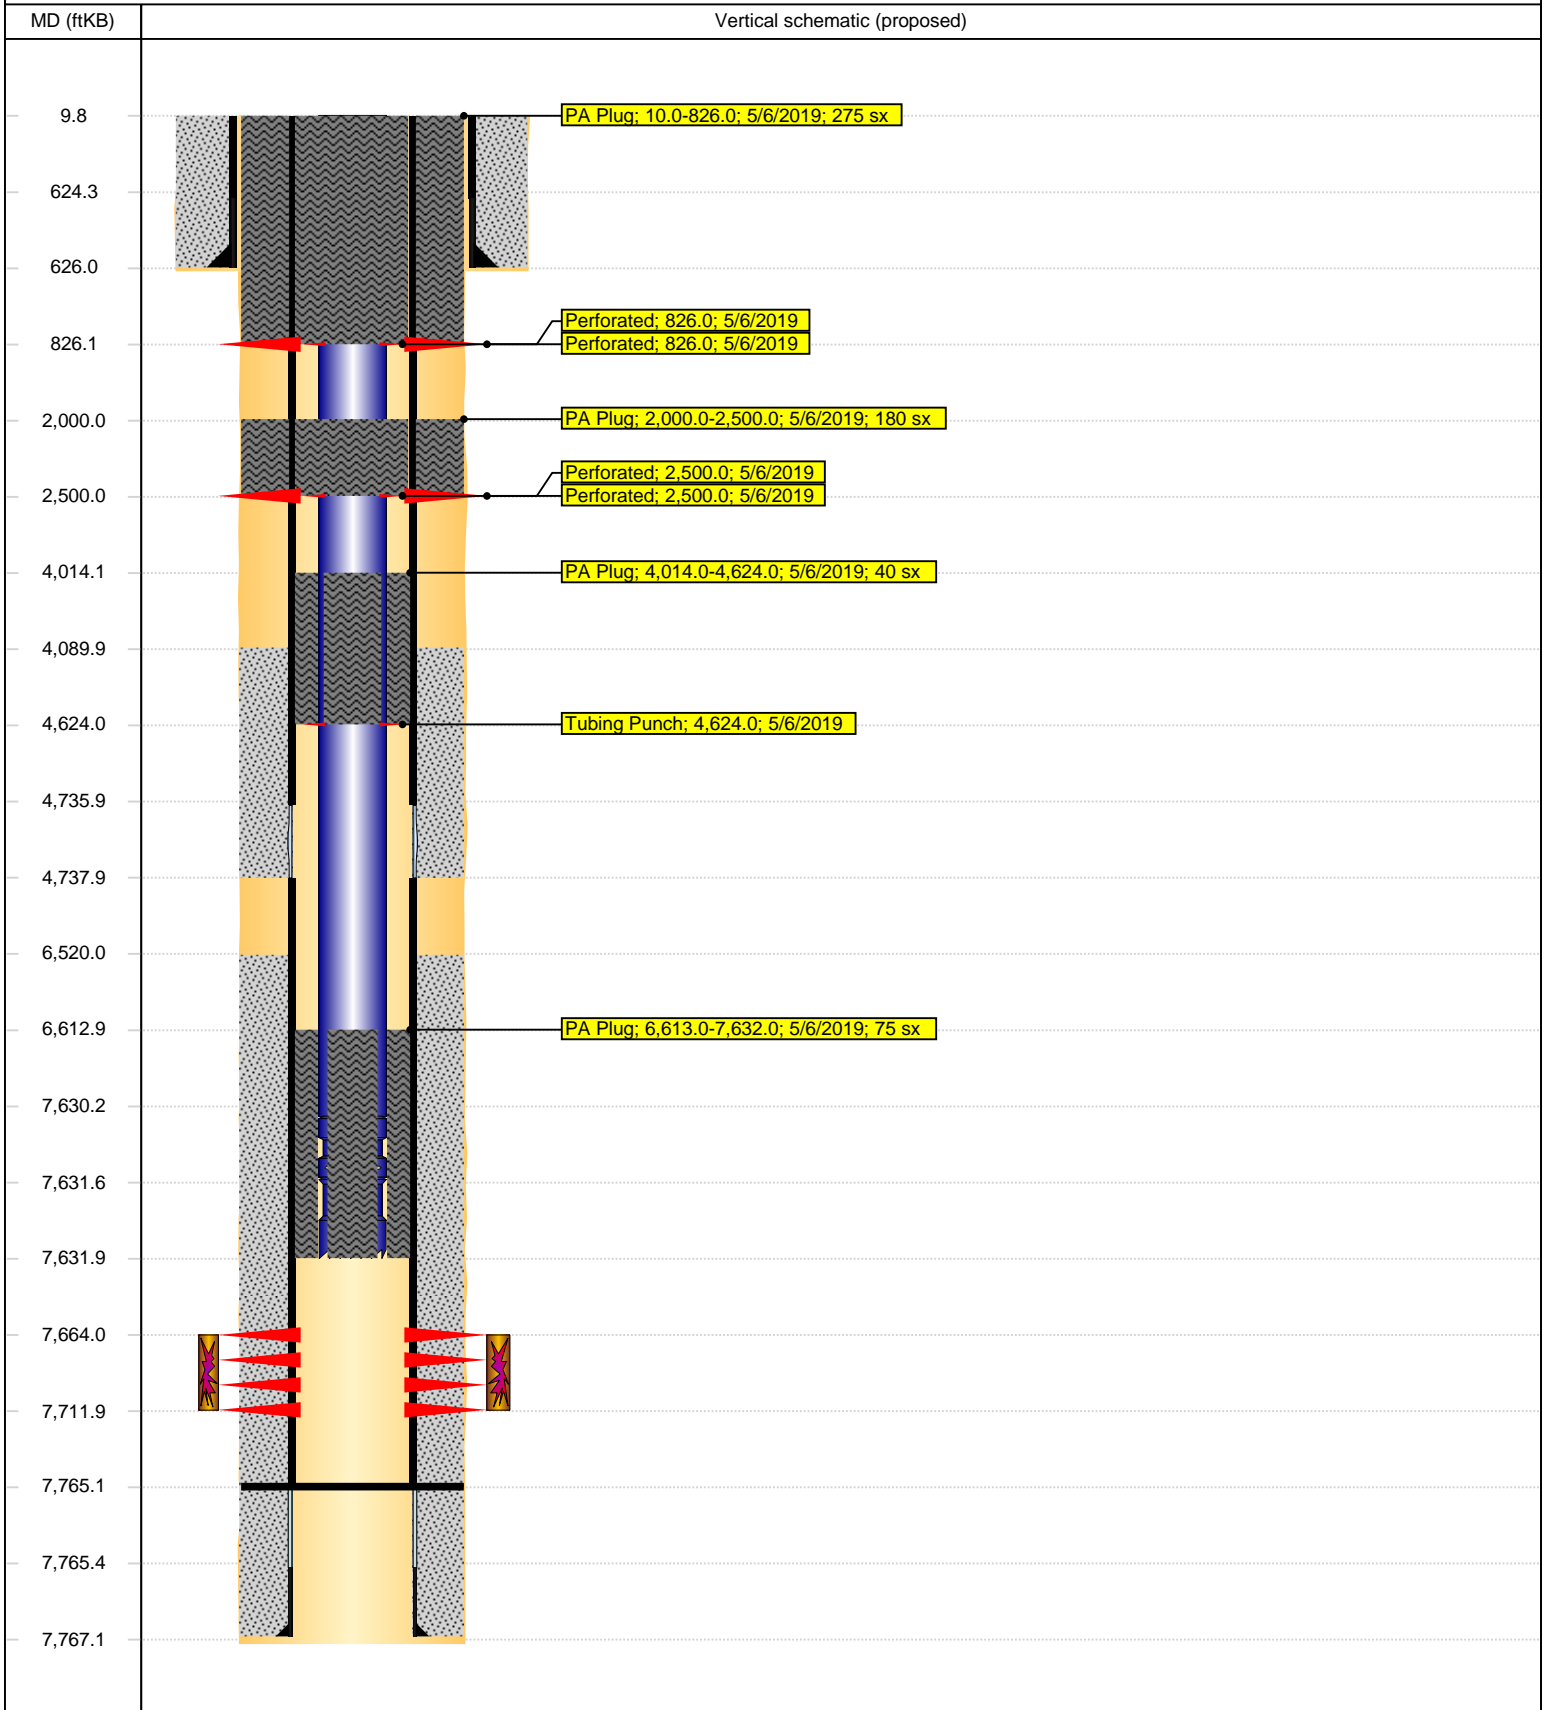 MD (ftKB)
Vertical schematic (proposed)
9.8
PA Plug; 10.0-826.0; 5/6/2019; 275 sx
624.3
626.0
Perforated; 826.0; 5/6/2019
826.1
Perforated; 826.0; 5/6/2019
2,000.0
PA Plug; 2,000.0-2,500.0; 5/6/2019; 180 sx
Perforated; 2,500.0; 5/6/2019
2,500.0
Perforated; 2,500.0; 5/6/2019
4,014.1
PA Plug; 4,014.0-4,624.0; 5/6/2019; 40 sx
4,089.9
4,624.0
Tubing Punch; 4,624.0; 5/6/2019
4,735.9
4,737.9
6,520.0
6,612.9
PA Plug; 6,613.0-7,632.0; 5/6/2019; 75 sx
7,630.2
7,631.6
7,631.9
7,664.0
7,711.9
7,765.1
7,765.4
7,767.1